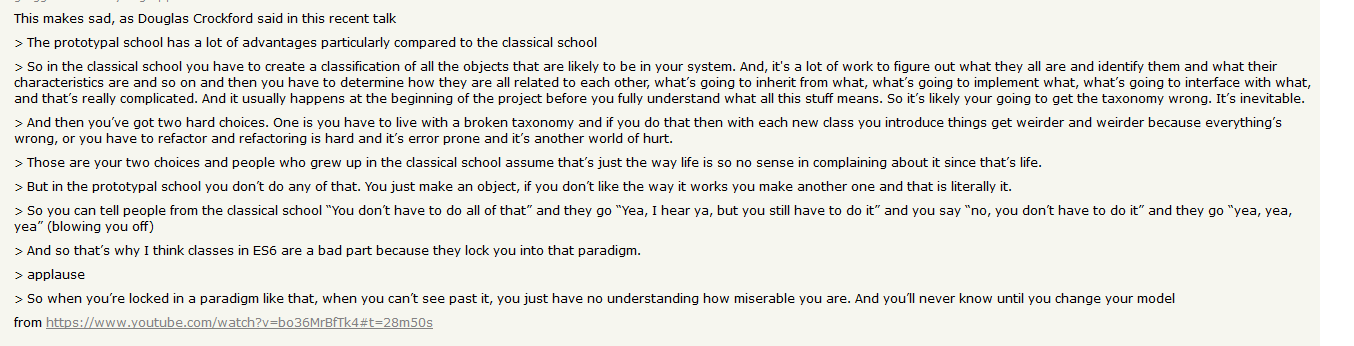 This makes sad, as Douglas Crockford said in this recent talk
> The prototypal school has a lot of advantages particularly compared to the classical school
> So in the classical school you have to create a classification of all the objects that are likely to be in your system. And, it's a lot of work to figure out what they all are and identify them and what their
characteristics are and so on and then you have to determine how they are all related to each other, what’s going to inherit from what, what’s going to implement what, what’s going to interface with what,
and that’s really complicated. And it usually happens at the beginning of the project before you fully understand what all this stuff means. So it’s likely your going to get the taxonomy wrong. It’s inevitable.
> And then you’ve got two hard choices. One is you have to live with a broken taxonomy and if you do that then with each new class you introduce things get weirder and weirder because everything’s
wrong, or you have to refactor and refactoring is hard and it’s error prone and it’s another world of hurt.
> Those are your two choices and people who grew up in the classical school assume that’s just the way life is so no sense in complaining about it since that’s life.
> But in the prototypal school you don’t do any of that. You just make an object, if you don’t like the way it works you make another one and that is literally it.
> So you can tell people from the classical school “You don’t have to do all of that” and they go “Yea, I hear ya, but you still have to do it” and you say “no, you don’t have to do it” and they go “yea, yea,
yea” (blowing you off)
> And so that’s why I think classes in ES6 are a bad part because they lock you into that paradigm.
> applause
> So when you’re locked in a paradigm like that, when you can’t see past it, you just have no understanding how miserable you are. And you’ll never know until you change your model
from https://www.youtube.com/watch?v=bo36MrBfTk4#t=28m50s